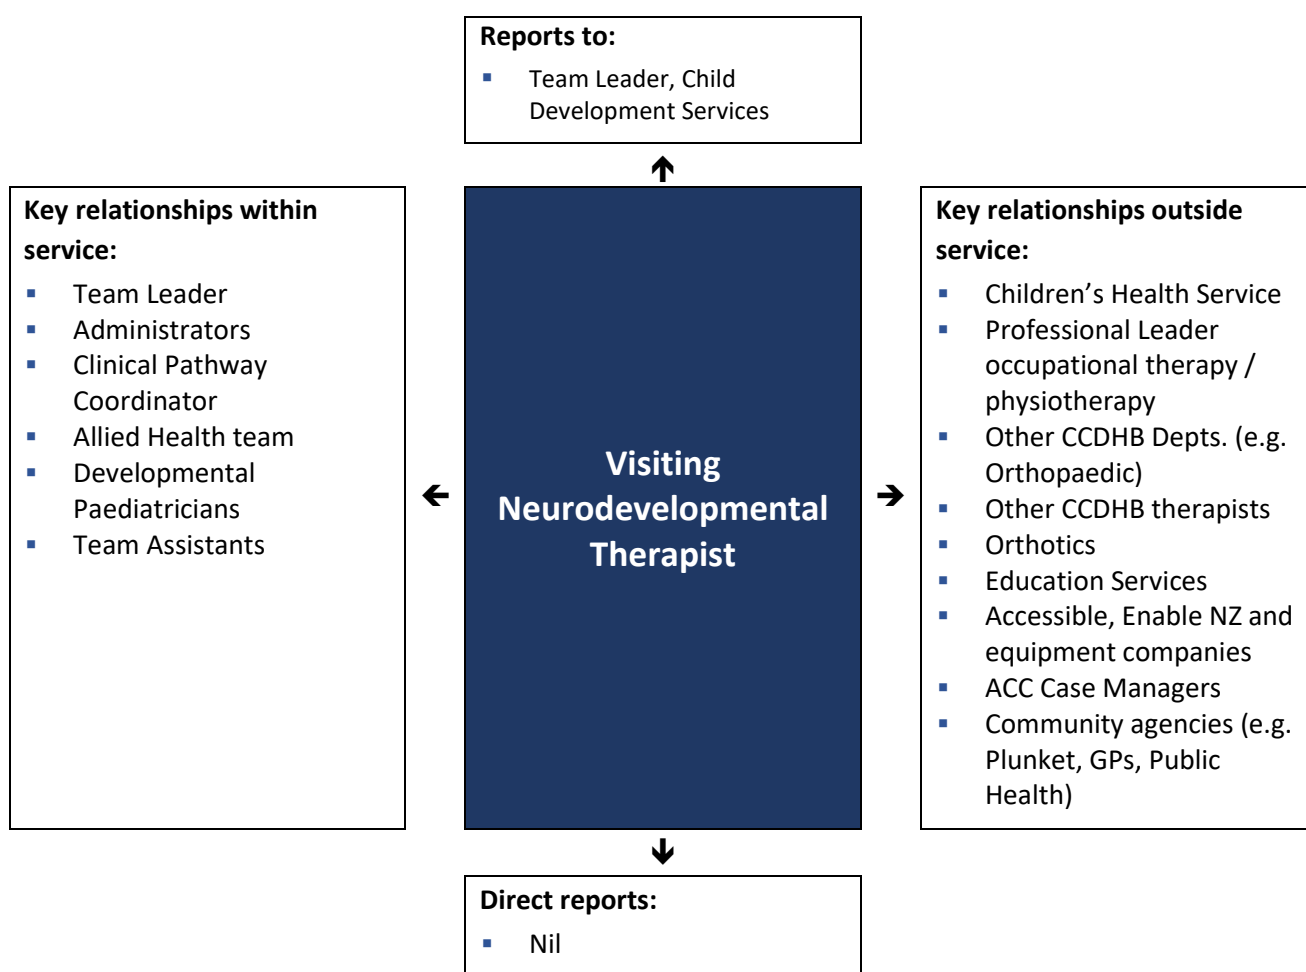 Reports to:
▪ Team Leader, Child
Development Services
Key relationships within
service:
▪ Team Leader
▪ Administrators
▪ Clinical Pathway
Coordinator
▪ Allied Health team
▪ Developmental
Paediatricians
▪ Team Assistants
Visiting
Neurodevelopmental
Therapist
Key relationships outside
service:
▪ Children’s Health Service
▪ Professional Leader
occupational therapy /
physiotherapy
▪ Other CCDHB Depts. (e.g.
Orthopaedic)
▪ Other CCDHB therapists
▪ Orthotics
▪ Education Services
▪ Accessible, Enable NZ and
equipment companies
▪ ACC Case Managers
▪ Community agencies (e.g.
Plunket, GPs, Public
Health)
Direct reports:
▪ Nil